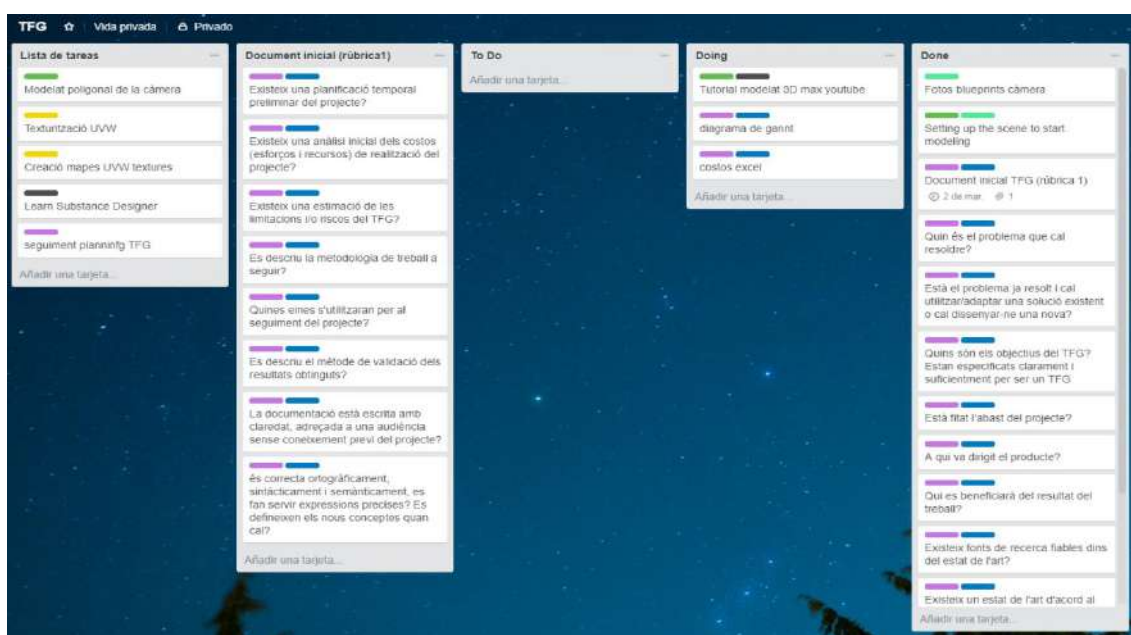 TFG Vida privada Privado
Lista de tareas
Modelat poligonal de la càmera
Texturització UVW
Creació mapes UVW textures
Learn Substance Designer
seguiment planninfg TFG
Añadir una tarjeta...
Document inicial (rúbrica1)
Existeix una planificació temporal
preliminar del projecte?
Existeix una anàlisi inicial dels costos
(esforços i recursos) de realització del
projecte?
Existeix una estimació de les
limitacions i/o riscos del TFG?
Es descriu la metodologia de treball a
seguir?
Quines eines s'utilitzaran per al
seguiment del projecte?
Es descriu el mètode de validació dels
resultats obtinguts?
La documentació està escrita amb
claredat, adreçada a una audiència
sense coneixement previ del projecte?
és correcta ortogràficament,
sintàcticament i semànticament, es
fan servir expressions precises? Es
defineixen els nous conceptes quan
cal?
Añadir una tarjeta...
To Do
Añadir una tarjeta...
Doing
Tutorial modelat 3D max youtube
diagrama de gannt
costos excel
Añadir una tarjeta...
Done
Fotos blueprints càmera
Setting up the scene to start
modeling
Document inicial TFG (rúbrica 1)
2 de mar. 1
Quin és el problema que cal
resoldre?
Està el problema ja resolt i cal
utilitzar/adaptar una solució existent
o cal dissenyar-ne una nova?
Quins són els objectius del TFG?
Estan especificats clarament i
suficientment per ser un TFG
Està fitat l'abast del projecte?
A qui va dirigit el producte?
Qui es beneficiarà del resultat del
treball?
Existeix fonts de recerca fiables dins
del estat de l'art?
Existeix un estat de l'art d'acord al
Añadir una tarjeta...